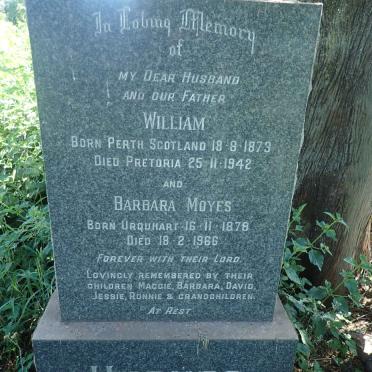 In Loving Memory
of
My Dear Husband
and our Father
William
Born Perth Scotland 18·8·1873
Died Pretoria 25·11·1942
and
Barbara Moyes
Born Urquhart 16·11·1878
Died 18·2·1966
Forever with their Lord.
Lovingly remembered by their
children Maggie, Barbara, David,
Jessie, Ronnie & grandchildren.
At Rest